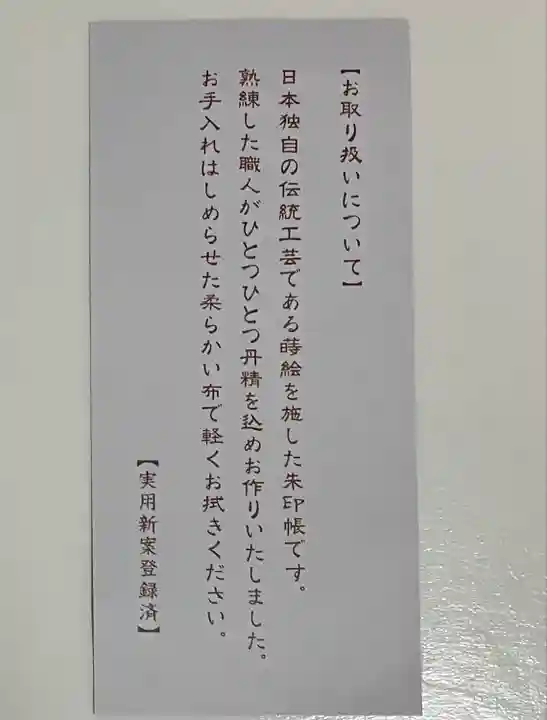 【お取り扱いについて】
日本独自の伝統工芸である蒔絵を施した朱印帳です。
熟練した職人がひとつひとつ丹精を込めお作りいたしました。
お手入れはしめらせた柔らかい布で軽くお拭きください。
【実用新案登録済】